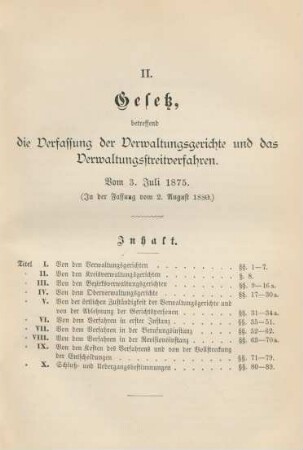 II.
Gesetz,
betreffend
die Verfassung der Verwaltungsgerichte und das
Verwaltungsstreitverfahren.
Vom 3. Juli 1875.
(In der Fassung vom 2. August 1880.)
Inhalt.
Titel I. Von den Verwaltungsgerichten . . . . . . . . . §§. 1—7.
„ II. Von den Kreisverwaltungsgerichten . . . . . . . §. 8.
„ III. Von den Bezirksverwaltungsgerichten . . . . . . §§. 9—16a.
„ IV. Von dem Oberverwaltungsgerichte . . . . . . . §§. 17—30a.
„ V. Von der örtlichen Zuständigkeit der Verwaltungsgerichte und
von der Ablehnung der Gerichtspersonen . . . . . §§. 31—34a.
„ VI. Von dem Verfahren in erster Instanz . . . . . . §§. 35—51.
„ VII. Von dem Verfahren in der Berufungsinstanz . . . . §§. 52—62.
„ VIII. Von dem Verfahren in der Revisionsinstanz . . . . §§. 63—70a.
„ IX. Von den Kosten des Verfahrens und von der Vollstreckung
der Entscheidungen . . . . . . . . . . §§. 71—79.
„ X. Schluß- und Uebergangsbestimmungen . . . . . . §§. 80—89.